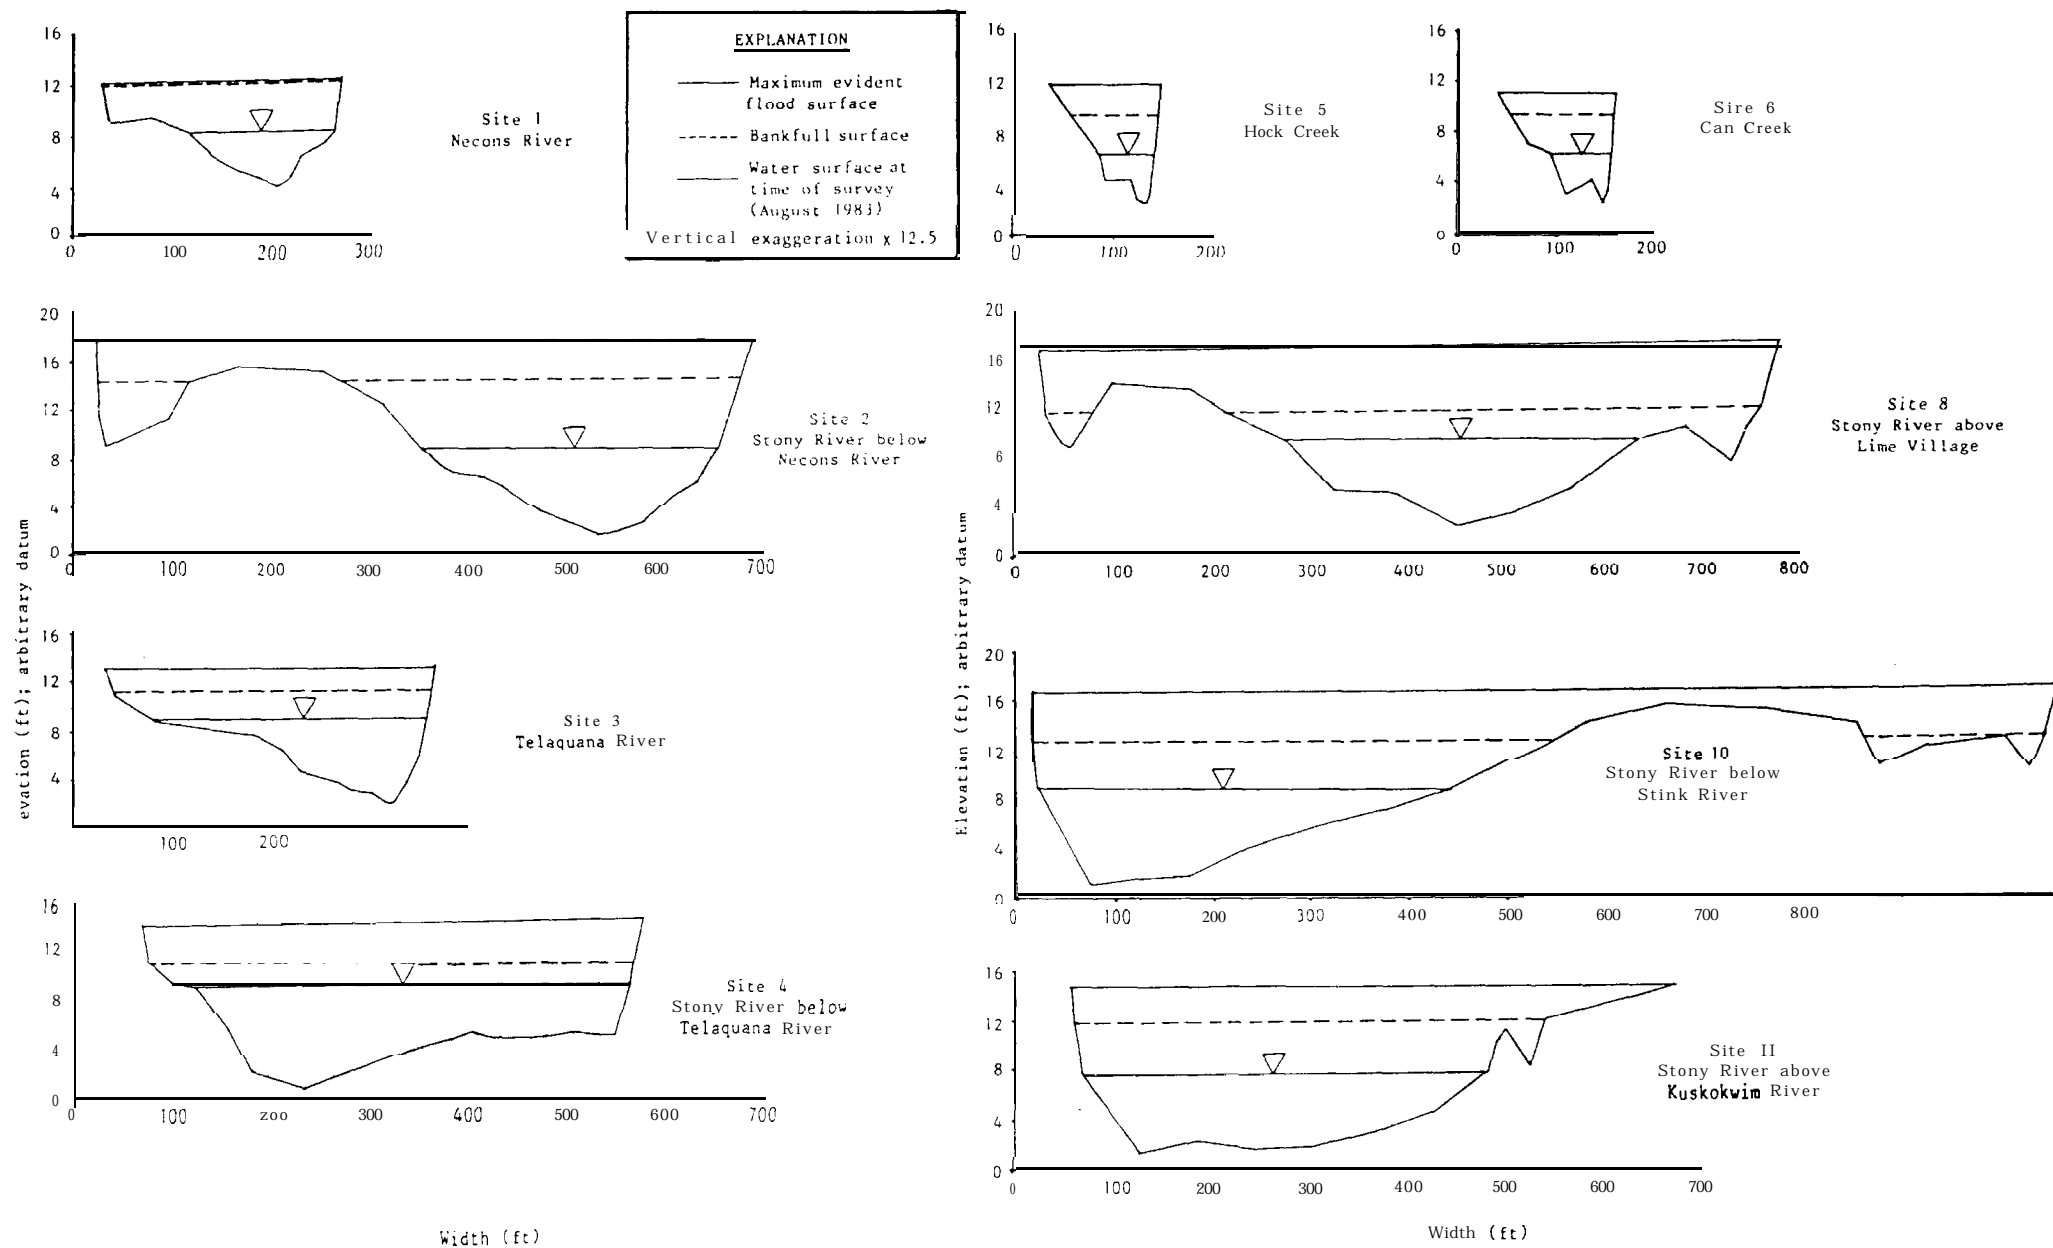 16
12
8
4
0
100
200
300
Site 1
Necons River
EXPLANATION
Maximum evident
flood surface
Bankfull surface
Water surface at
time of survey
(August 1983)
Vertical exaggeration x 12.5
16
12
8
4
0
0
100
200
Site 5
Hock Creek
16
12
8
4
0
0
100
200
Sire 6
Can Creek
20
16
12
8
4
0
0
100
200
300
400
500
600
700
Site 2
Stony River below
Necons River
20
16
12
6
4
0
0
100
200
300
400
500
600
700
800
Site 8
Stony River above
Lime Village
evation (ft); arbitrary datum
Elevation (ft); arbitrary datum
16
12
8
4
100
200
Site 3
Telaquana River
20
16
12
8
4
0
0
100
200
300
400
500
600
700
800
Site 10
Stony River below
Stink River
16
12
8
4
0
0
100
zoo
300
400
500
600
700
Site 4
Stony River below
Telaquana River
16
12
8
4
0
0
100
200
300
400
500
600
700
Site II
Stony River above
Kuskokwim River
Width (ft)
Width (ft)